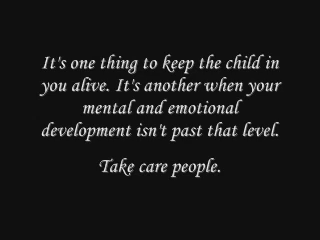 It's one thing to keep the child in
you alive. It's another when your
mental and emotional
development isn't past that level.
Take care people.